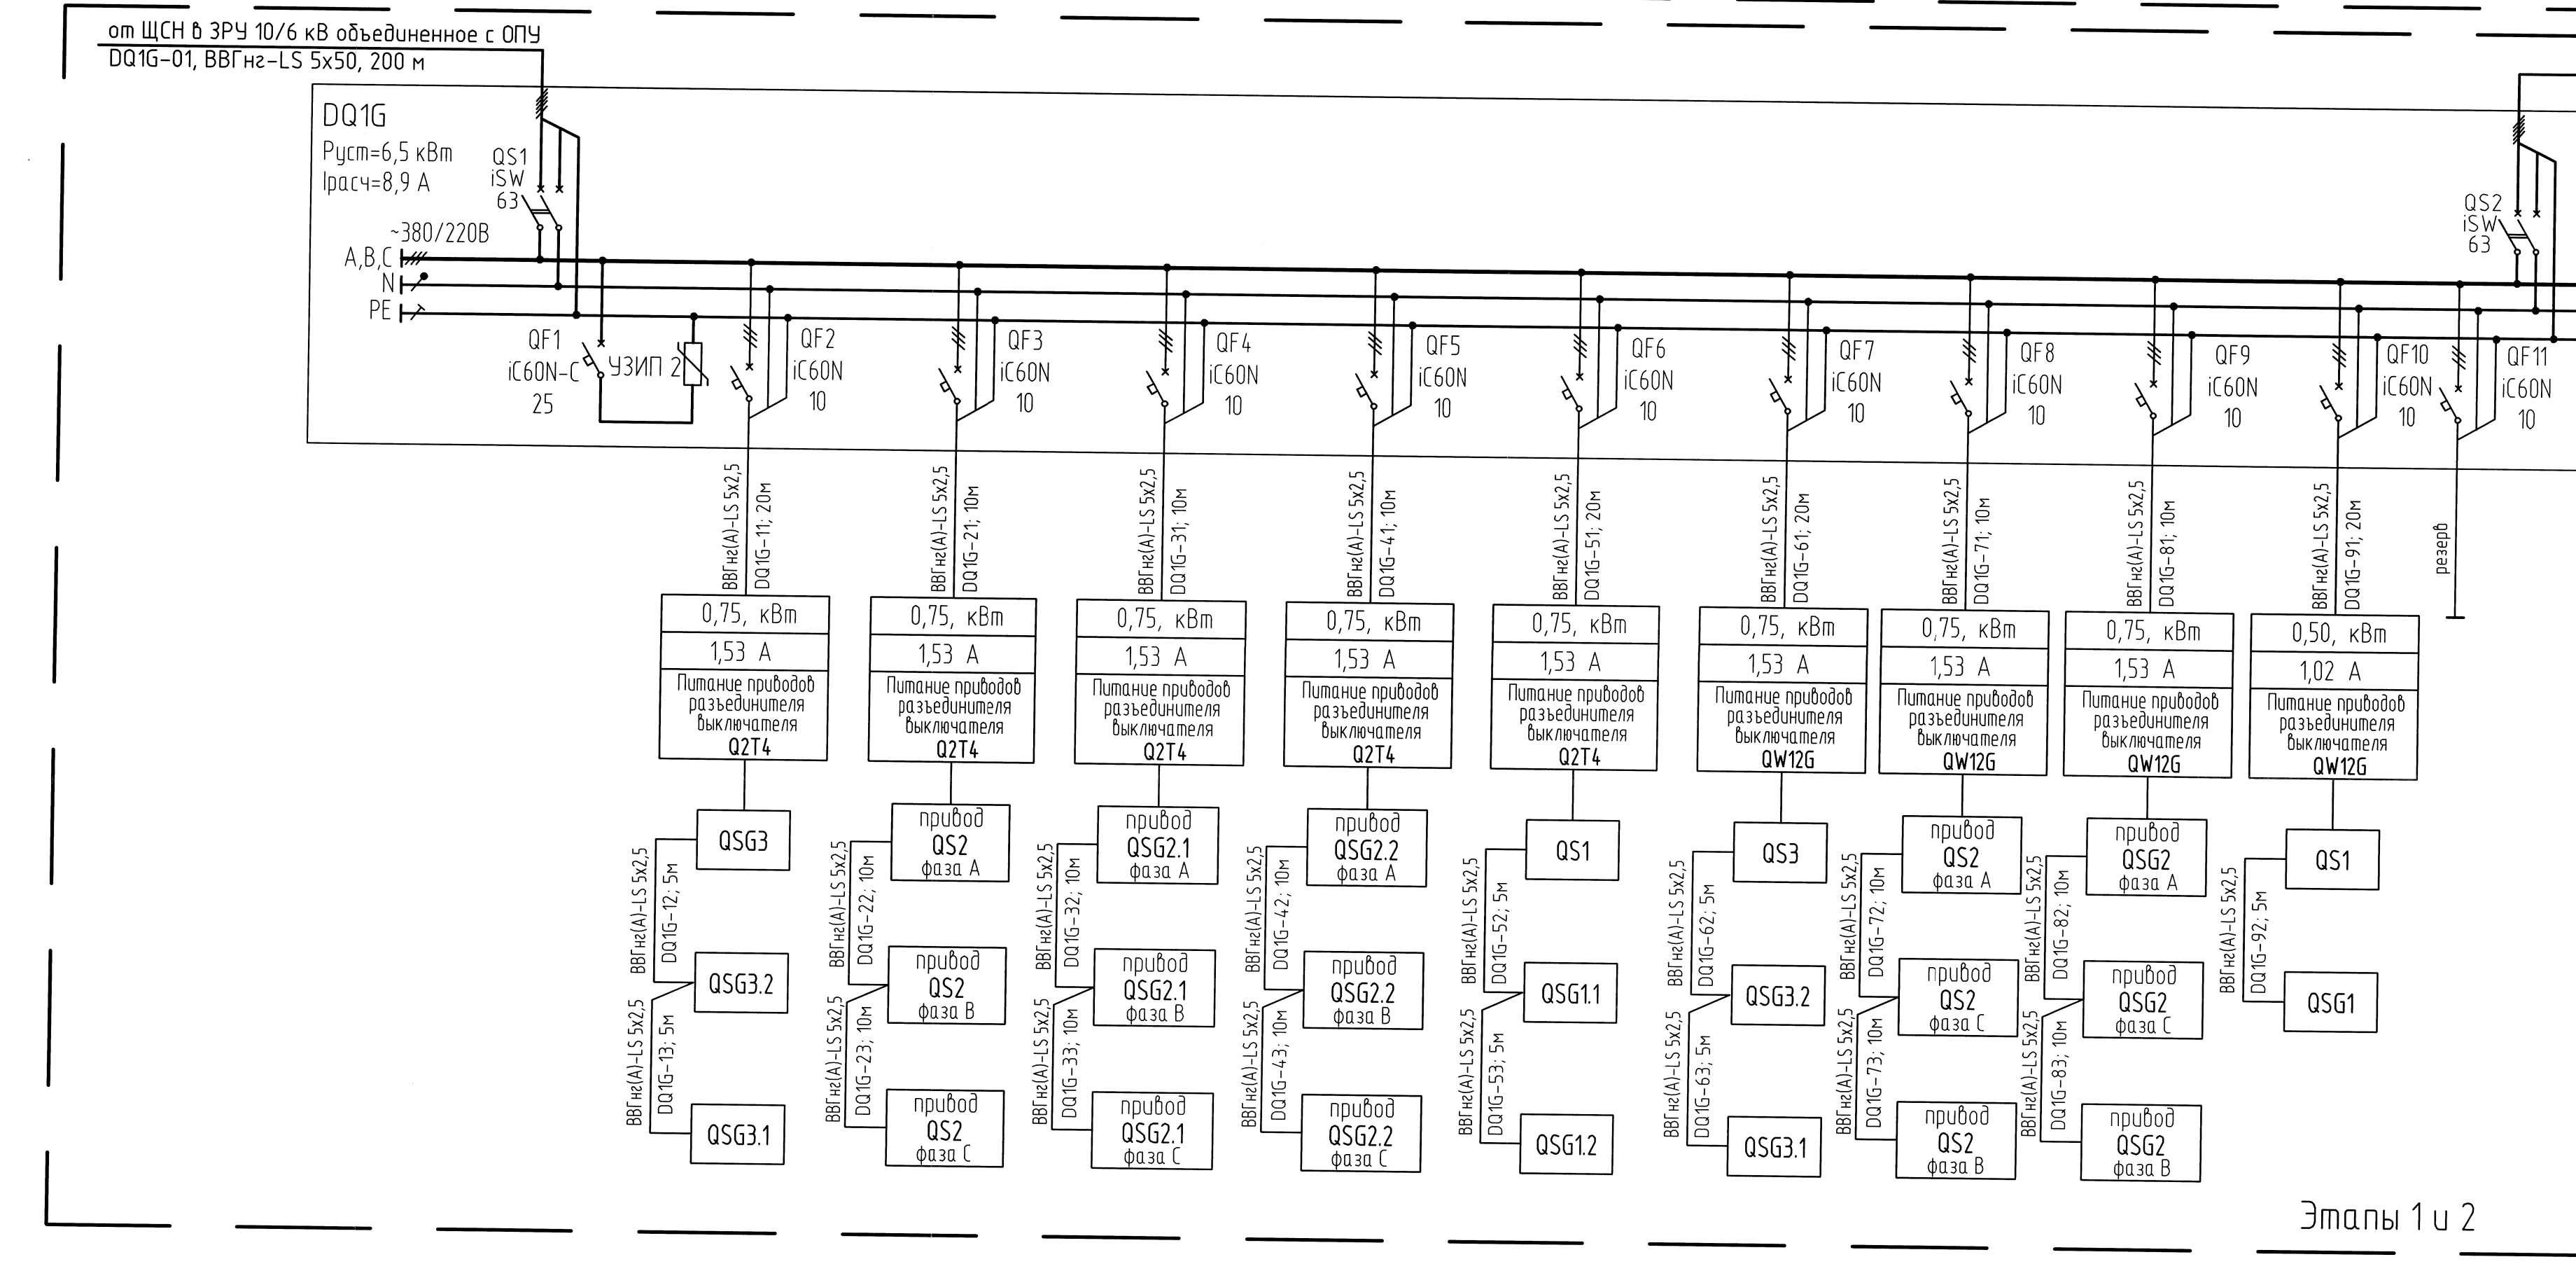 от ЩСН в ЗРУ 10/6 кВ объединенное с ОПУ
DQ1G-01, ВВГнг-LS 5х50, 200 м
DQ1G
Руст=6,5 кВт
Iрасч=8,9 А
QS1
iSW
63
~380/220В
А,В,С
N
PE
QS2
iSW
63
QF1
iC60N-C
25
УЗИП 2
QF2
iC60N
10
QF3
iC60N
10
QF4
iC60N
10
QF5
iC60N
10
QF6
iC60N
10
QF7
iC60N
10
QF8
iC60N
10
QF9
iC60N
10
QF10
iC60N
10
QF11
iC60N
10
ВВГнг(А)-LS 5х2,5
DQ1G-11; 20м
ВВГнг(А)-LS 5х2,5
DQ1G-21; 10м
ВВГнг(А)-LS 5х2,5
DQ1G-31; 10м
ВВГнг(А)-LS 5х2,5
DQ1G-41; 10м
ВВГнг(А)-LS 5х2,5
DQ1G-51; 20м
ВВГнг(А)-LS 5х2,5
DQ1G-61; 20м
ВВГнг(А)-LS 5х2,5
DQ1G-71; 10м
ВВГнг(А)-LS 5х2,5
DQ1G-81; 10м
ВВГнг(А)-LS 5х2,5
DQ1G-91; 20м
резерв
0,75, кВт
1,53 А
Питание приводов
разъединителя
выключателя
Q2T4
0,75, кВт
1,53 А
Питание приводов
разъединителя
выключателя
Q2T4
0,75, кВт
1,53 А
Питание приводов
разъединителя
выключателя
Q2T4
0,75, кВт
1,53 А
Питание приводов
разъединителя
выключателя
Q2T4
0,75, кВт
1,53 А
Питание приводов
разъединителя
выключателя
Q2T4
0,75, кВт
1,53 А
Питание приводов
разъединителя
выключателя
QW12G
0,75, кВт
1,53 А
Питание приводов
разъединителя
выключателя
QW12G
0,75, кВт
1,53 А
Питание приводов
разъединителя
выключателя
QW12G
0,50, кВт
1,02 А
Питание приводов
разъединителя
выключателя
QW12G
QSG3
ВВГнг(А)-LS 5х2,5
DQ1G-12; 5м
QSG3.2
ВВГнг(А)-LS 5х2,5
DQ1G-13; 5м
QSG3.1
привод
QS2
фаза А
ВВГнг(А)-LS 5х2,5
DQ1G-22; 10м
привод
QS2
фаза В
ВВГнг(А)-LS 5х2,5
DQ1G-23; 10м
привод
QS2
фаза С
привод
QSG2.1
фаза А
ВВГнг(А)-LS 5х2,5
DQ1G-32; 10м
привод
QSG2.1
фаза В
ВВГнг(А)-LS 5х2,5
DQ1G-33; 10м
привод
QSG2.1
фаза С
привод
QSG2.2
фаза А
ВВГнг(А)-LS 5х2,5
DQ1G-42; 10м
привод
QSG2.2
фаза В
ВВГнг(А)-LS 5х2,5
DQ1G-43; 10м
привод
QSG2.2
фаза С
QS1
ВВГнг(А)-LS 5х2,5
DQ1G-52; 5м
QSG1.1
ВВГнг(А)-LS 5х2,5
DQ1G-53; 5м
QSG1.2
QS3
ВВГнг(А)-LS 5х2,5
DQ1G-62; 5м
QSG3.2
ВВГнг(А)-LS 5х2,5
DQ1G-63; 5м
QSG3.1
привод
QS2
фаза А
ВВГнг(А)-LS 5х2,5
DQ1G-72; 10м
привод
QS2
фаза С
ВВГнг(А)-LS 5х2,5
DQ1G-73; 10м
привод
QS2
фаза В
привод
QSG2
фаза А
ВВГнг(А)-LS 5х2,5
DQ1G-82; 10м
привод
QSG2
фаза С
ВВГнг(А)-LS 5х2,5
DQ1G-83; 10м
привод
QSG2
фаза В
QS1
ВВГнг(А)-LS 5х2,5
DQ1G-92; 5м
QSG1
Этапы 1 и 2